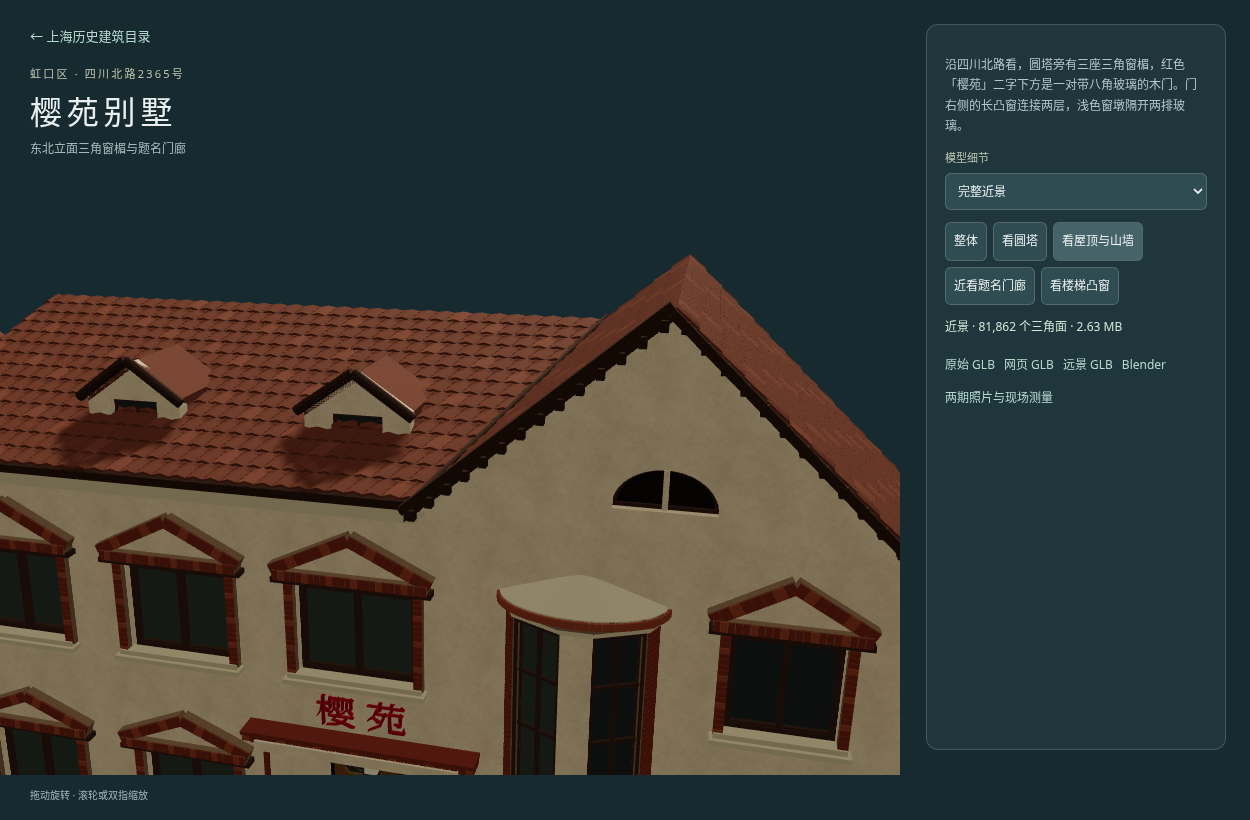 ← 上海历史建筑目录
虹口区 · 四川北路2365号
樱苑别墅
东北立面三角窗楣与题名门廊
樱苑
拖动旋转 · 滚轮或双指缩放
沿四川北路看，圆塔旁有三座三角窗楣，红色
「樱苑」二字下方是一对带八角玻璃的木门。门
右侧的长凸窗连接两层，浅色窗墩隔开两排玻
璃。
模型细节
完整近景
整体 看圆塔 看屋顶与山墙
近看题名门廊 看楼梯凸窗
近景 · 81,862 个三角面 · 2.63 MB
原始 GLB 网页 GLB 远景 GLB Blender
两期照片与现场测量